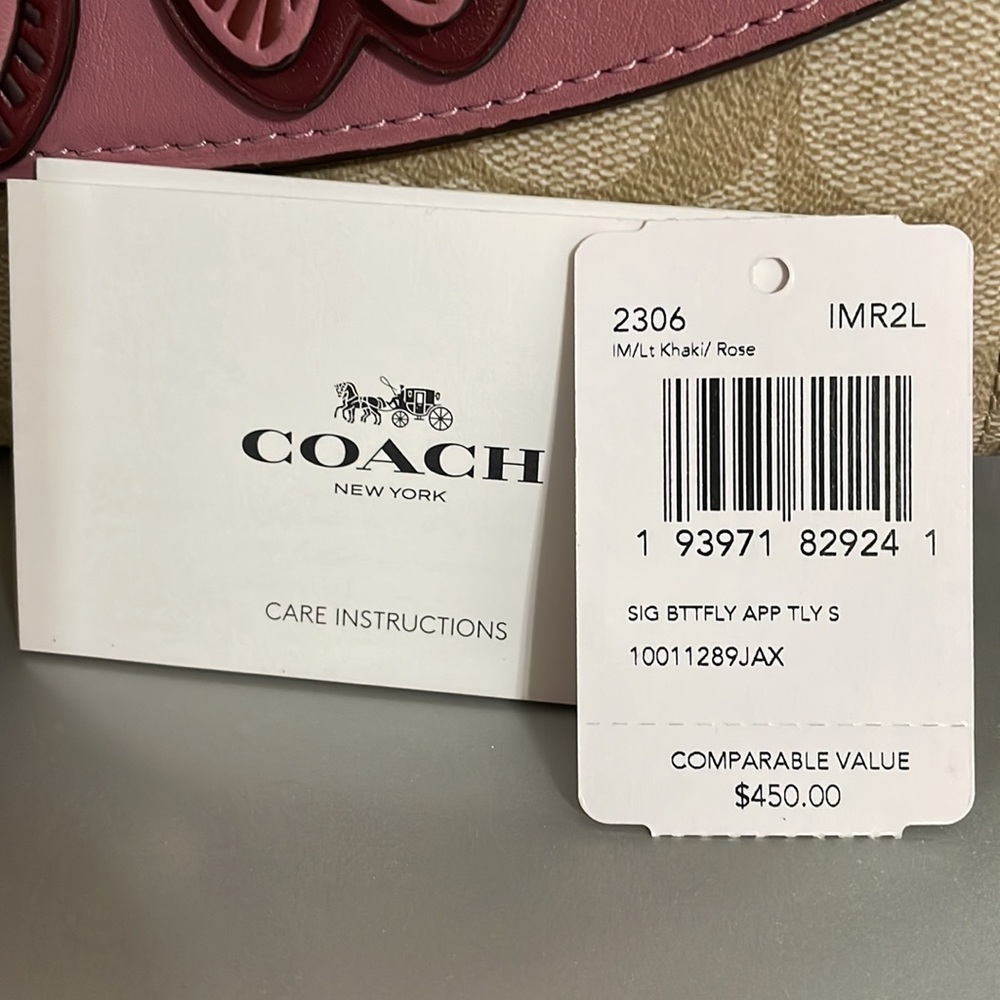 COACH
NEW YORK
CARE INSTRUCTIONS
2306 IMR2L
IM/Lt Khaki/ Rose
1 93971 82924 1
SIG BTTFLY APP TLY S
10011289JAX
COMPARABLE VALUE
$450.00